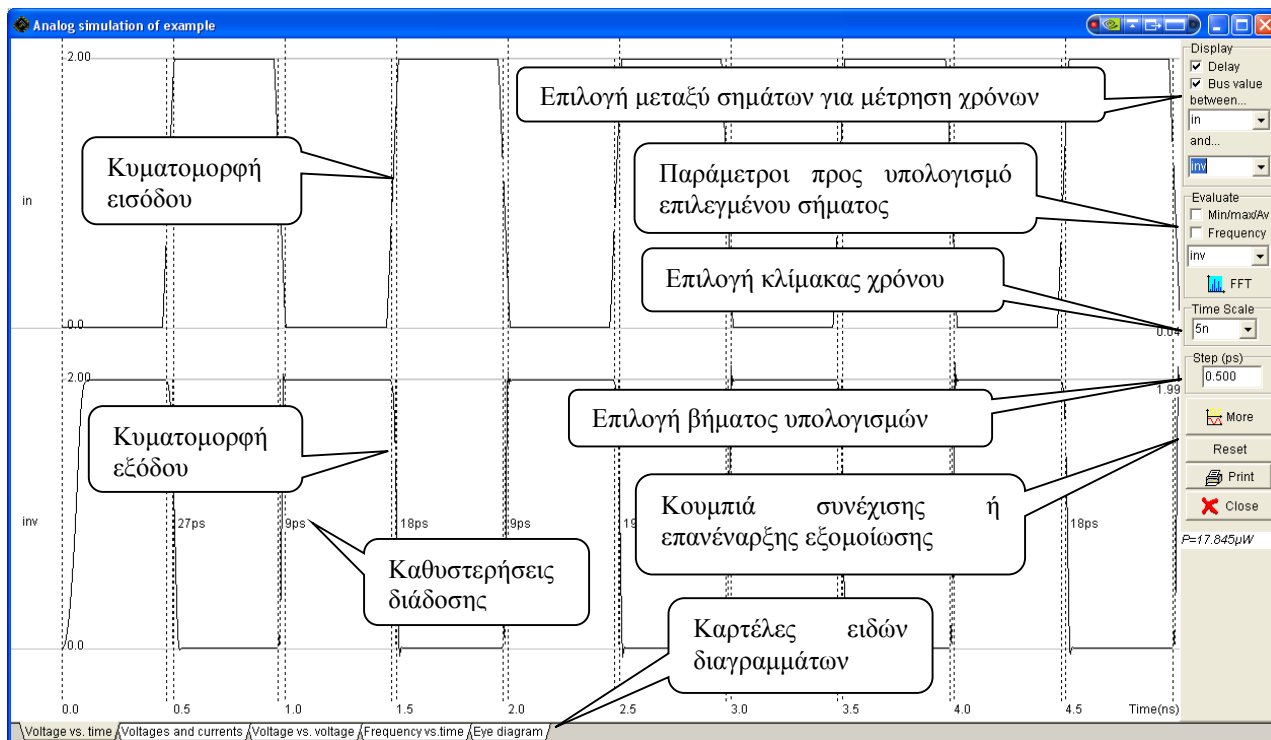 Analog simulation of example
2.00
in
0.0
0.04
2.00
1.99
inv
0.0
27ps
9ps
18ps
9ps
19
18ps
0.0
0.5
1.0
1.5
2.0
2.5
3.0
3.5
4.0
4.5
Time(ns)
Κυματομορφή
εισόδου
Κυματομορφή
εξόδου
Καθυστερήσεις
διάδοσης
Επιλογή μεταξύ σημάτων για μέτρηση χρόνων
Παράμετροι προς υπολογισμό
επιλεγμένου σήματος
Επιλογή κλίμακας χρόνου
Επιλογή βήματος υπολογισμών
Κουμπιά συνέχισης ή
επανέναρξης εξομοίωσης
Καρτέλες ειδών
διαγραμμάτων
Display
Delay
Bus value
between...
in
and...
inv
Evaluate
Min/max/Av
Frequency
inv
FFT
Time Scale
5n
Step (ps)
0.500
More
Reset
Print
Close
P=17.845µW
Voltage vs. time
Voltages and currents
Voltage vs. voltage
Frequency vs.time
Eye diagram